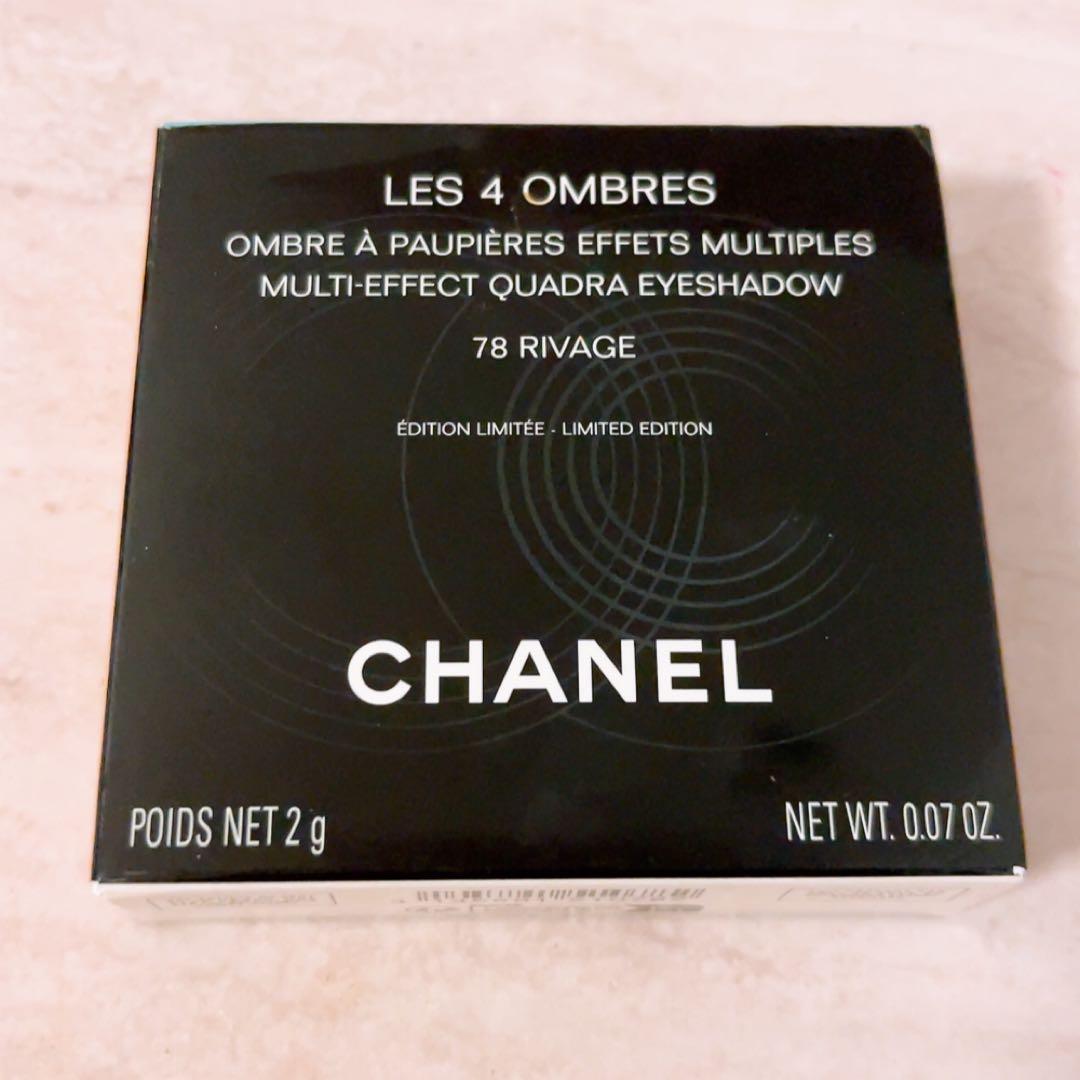 LES 4 OMBRES
OMBRE À PAUPIÈRES EFFETS MULTIPLES
MULTI-EFFECT QUADRA EYESHADOW
78 RIVAGE
ÉDITION LIMITÉE - LIMITED EDITION
CHANEL
POIDS NET 2 g
NET WT. 0.07 OZ.